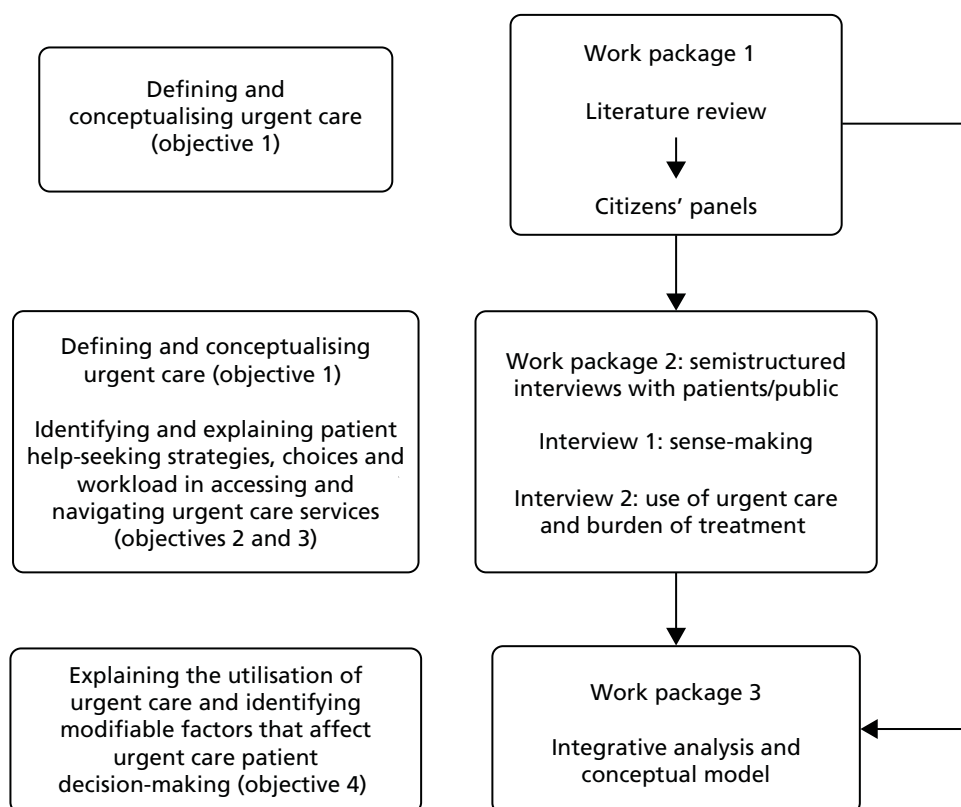 Defining and
conceptualising urgent care
(objective 1)
Work package 1
Literature review
Citizens’ panels
Defining and conceptualising
urgent care (objective 1)
Identifying and explaining patient
help-seeking strategies, choices and
workload in accessing and
navigating urgent care services
(objectives 2 and 3)
Work package 2: semistructured
interviews with patients/public
Interview 1: sense-making
Interview 2: use of urgent care
and burden of treatment
Explaining the utilisation of
urgent care and identifying
modifiable factors that affect
urgent care patient
decision-making (objective 4)
Work package 3
Integrative analysis and
conceptual model